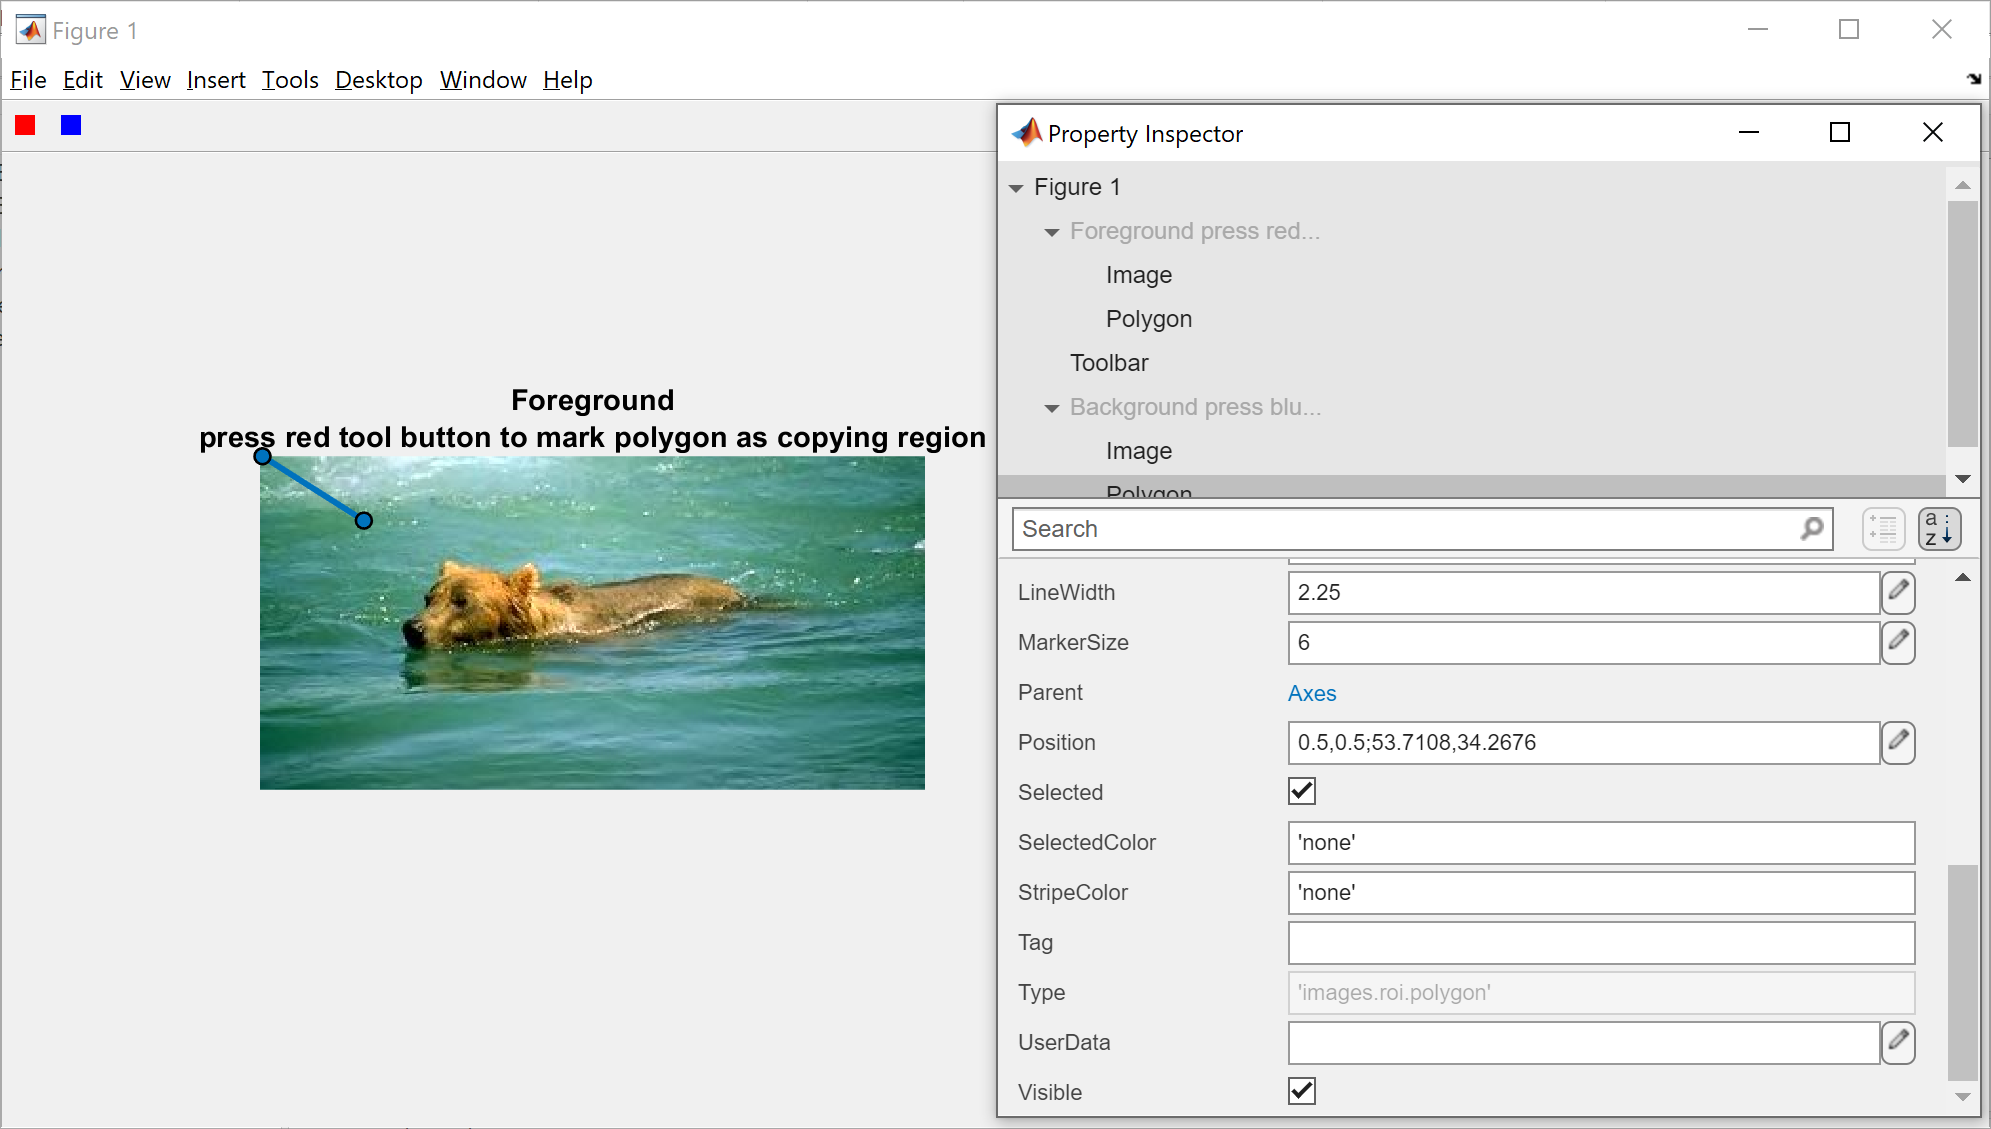 Figure 1
File Edit View Insert Tools Desktop Window Help
Foreground
press red tool button to mark polygon as copying region
Property Inspector
Figure 1
Foreground press red...
Image
Polygon
Toolbar
Background press blu...
Image
Polygon
Search
a
z
LineWidth 2.25
MarkerSize 6
Parent Axes
Position 0.5,0.5;53.7108,34.2676
Selected
SelectedColor 'none'
StripeColor 'none'
Tag
Type 'images.roi.polygon'
UserData
Visible